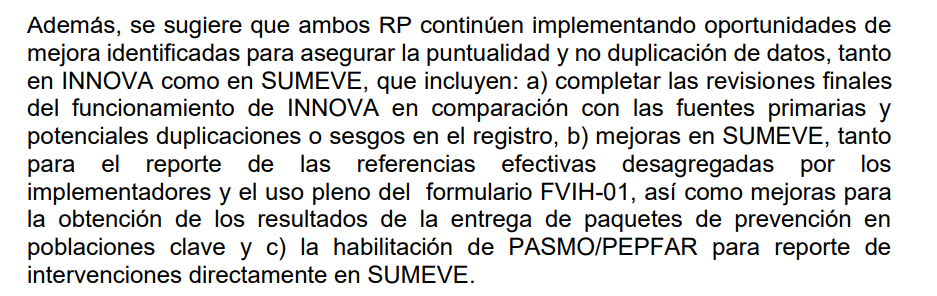 Además, se sugiere que ambos RP continúen implementando oportunidades de
mejora identificadas para asegurar la puntualidad y no duplicación de datos, tanto
en INNOVA como en SUMEVE, que incluyen: a) completar las revisiones finales
del funcionamiento de INNOVA en comparación con las fuentes primarias y
potenciales duplicaciones o sesgos en el registro, b) mejoras en SUMEVE, tanto
para el reporte de las referencias efectivas desagregadas por los
implementadores y el uso pleno del formulario FVIH-01, así como mejoras para
la obtención de los resultados de la entrega de paquetes de prevención en
poblaciones clave y c) la habilitación de PASMO/PEPFAR para reporte de
intervenciones directamente en SUMEVE.